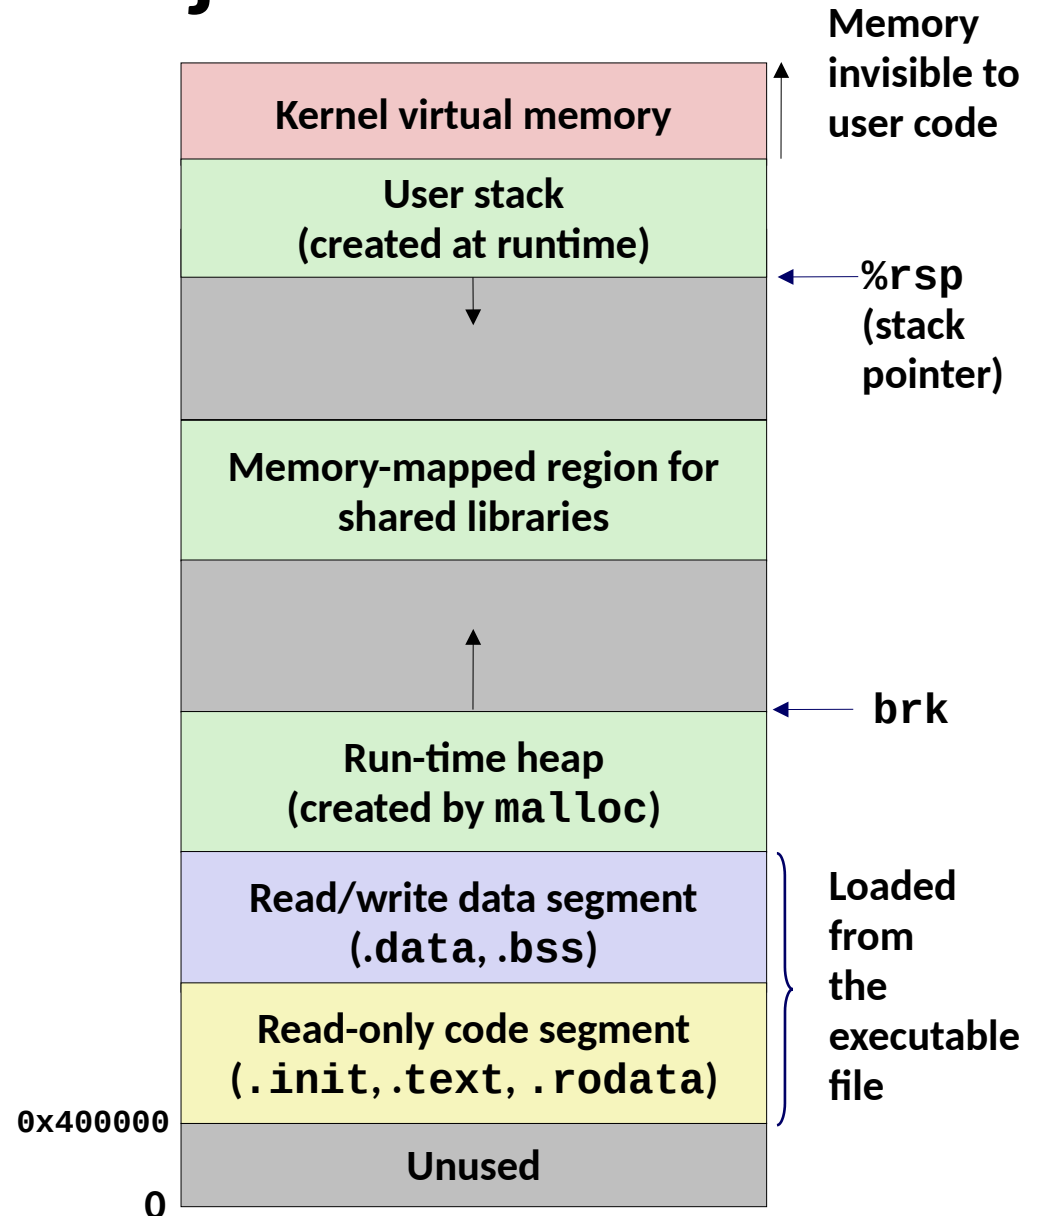 Memory
invisible to
user code
Kernel virtual memory
User stack
(created at runtime)
%rsp
(stack
pointer)
Memory-mapped region for
shared libraries
brk
Run-time heap
(created by malloc)
Read/write data segment
(.data, .bss)
Loaded
from
the
executable
file
Read-only code segment
(.init, .text, .rodata)
0x400000
Unused
0